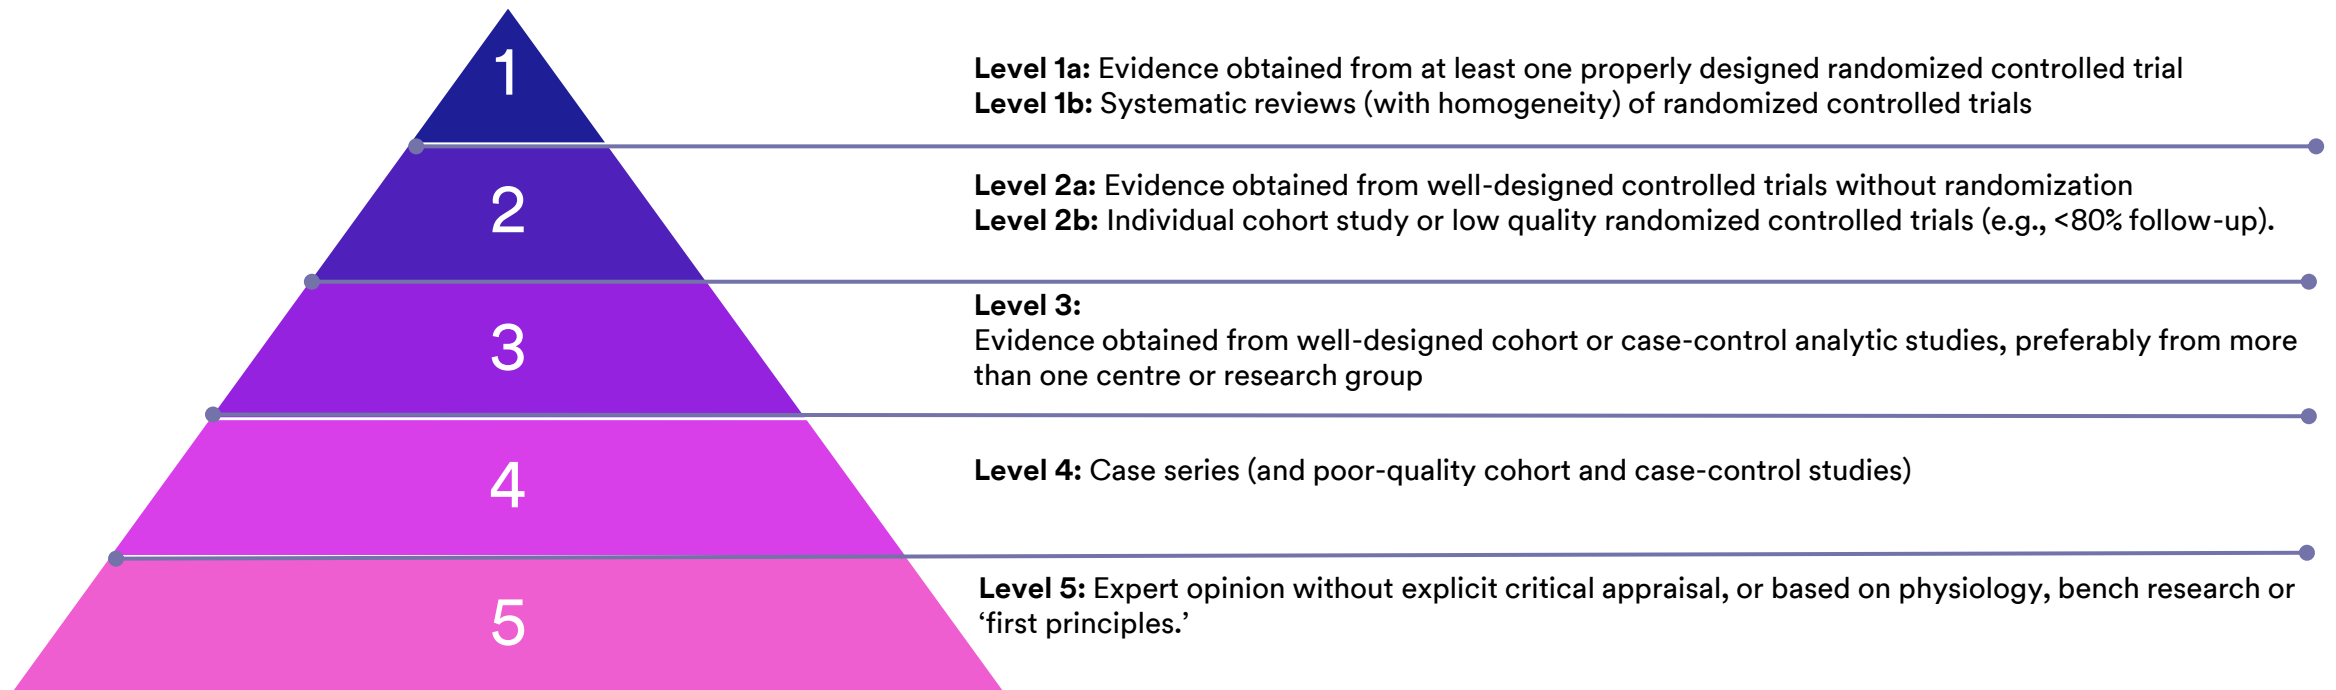 1
Level 1a: Evidence obtained from at least one properly designed randomized controlled trial
Level 1b: Systematic reviews (with homogeneity) of randomized controlled trials
2
Level 2a: Evidence obtained from well-designed controlled trials without randomization
Level 2b: Individual cohort study or low quality randomized controlled trials (e.g., <80% follow-up).
3
Level 3:
Evidence obtained from well-designed cohort or case-control analytic studies, preferably from more
than one centre or research group
4
Level 4: Case series (and poor-quality cohort and case-control studies)
5
Level 5: Expert opinion without explicit critical appraisal, or based on physiology, bench research or
‘first principles.’